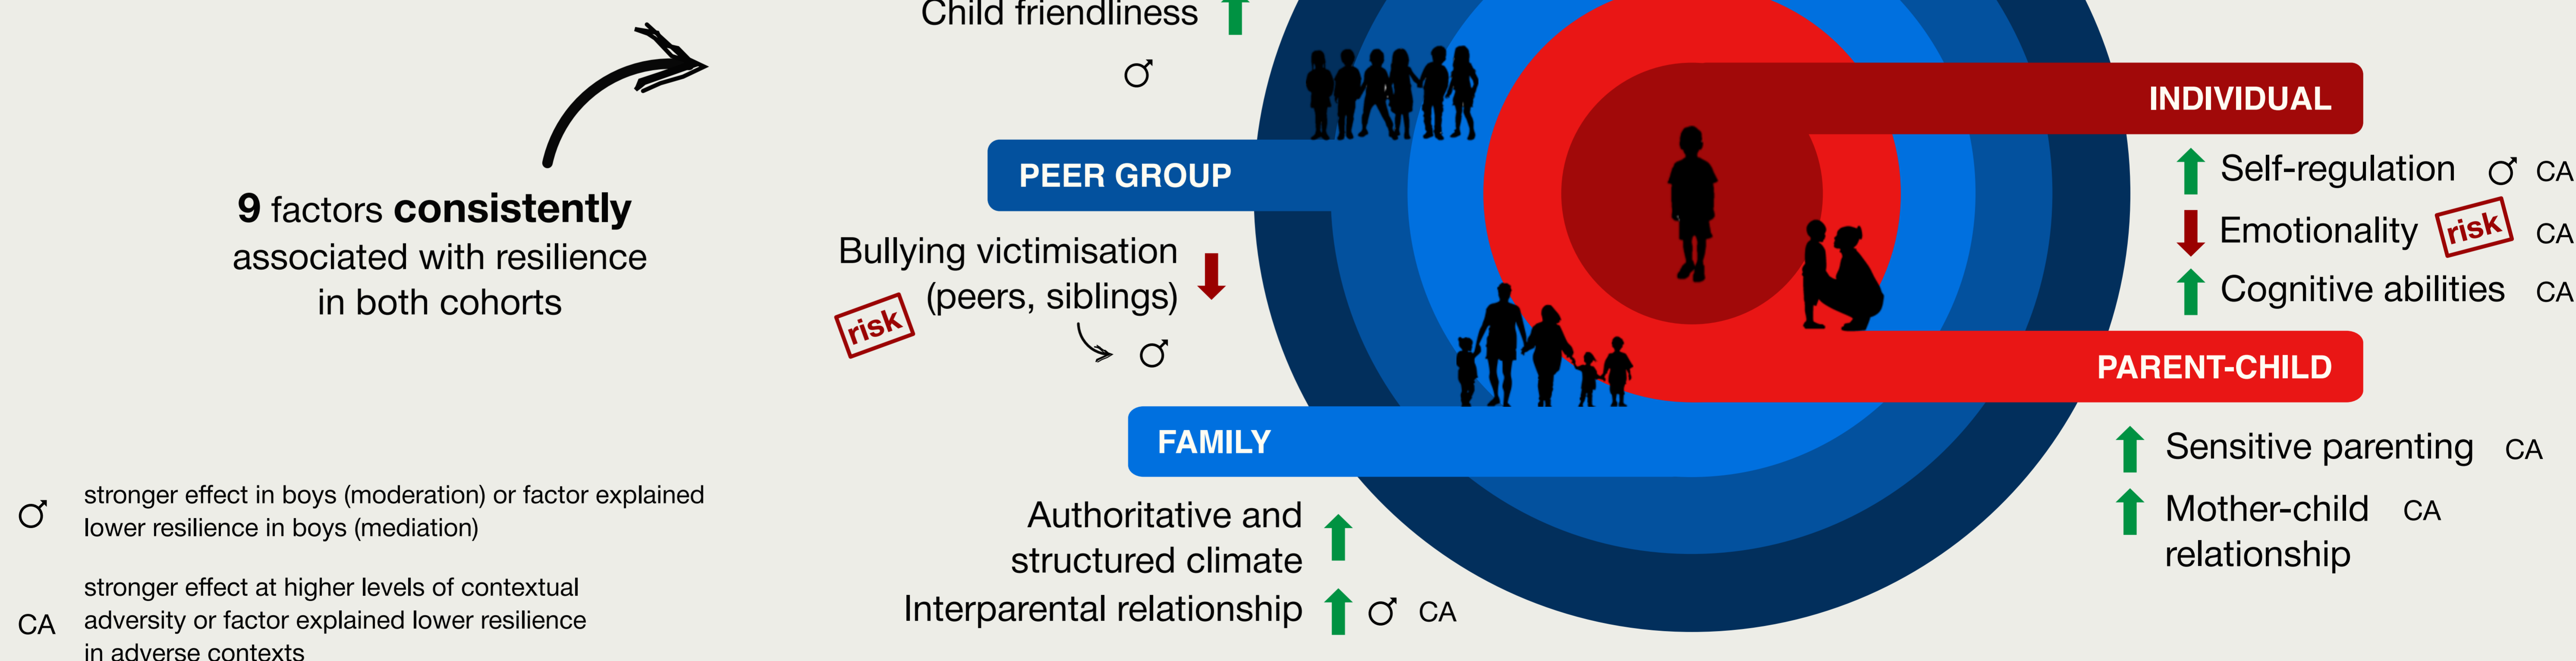 Child friendliness
♂
9 factors consistently
associated with resilience
in both cohorts
PEER GROUP
Bullying victimisation
(peers, siblings)
risk
♂
FAMILY
Authoritative and
structured climate
Interparental relationship ♂ CA
INDIVIDUAL
Self-regulation ♂ CA
Emotionality risk CA
Cognitive abilities CA
PARENT-CHILD
Sensitive parenting CA
Mother-child CA
relationship
♂ stronger effect in boys (moderation) or factor explained
lower resilience in boys (mediation)
stronger effect at higher levels of contextual
CA adversity or factor explained lower resilience
in adverse contexts